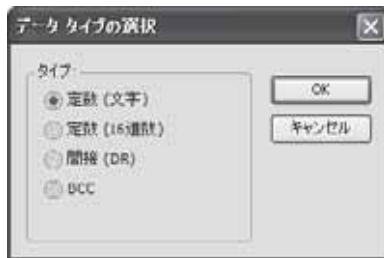 データ タイプの選択
タイプ:
定数 (文字)
定数 (16進数)
間接 (DR)
BCC
OK
キャンセル